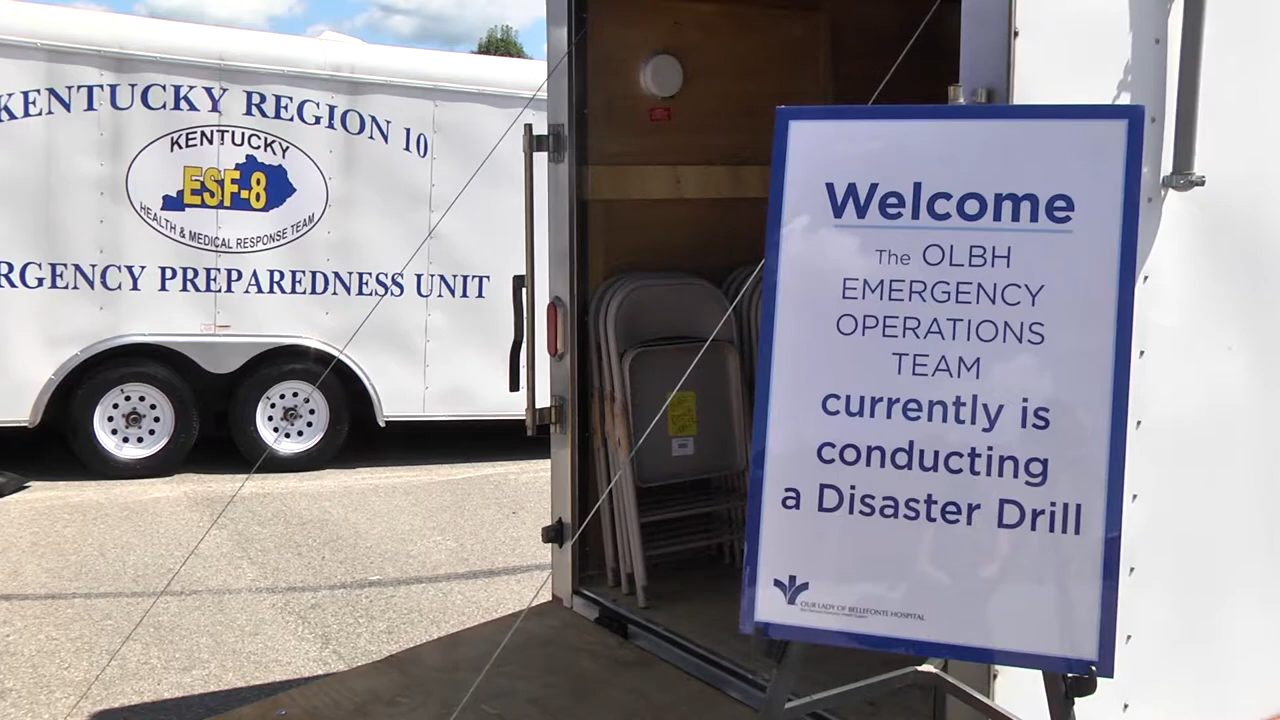 KENTUCKY REGION 10
KENTUCKY
ESF-8
HEALTH & MEDICAL RESPONSE TEAM
RGENCY PREPAREDNESS UNIT
Welcome
The OLBH
EMERGENCY
OPERATIONS
TEAM
currently is
conducting
a Disaster Drill
OUR LADY OF BELLEFONTE HOSPITAL